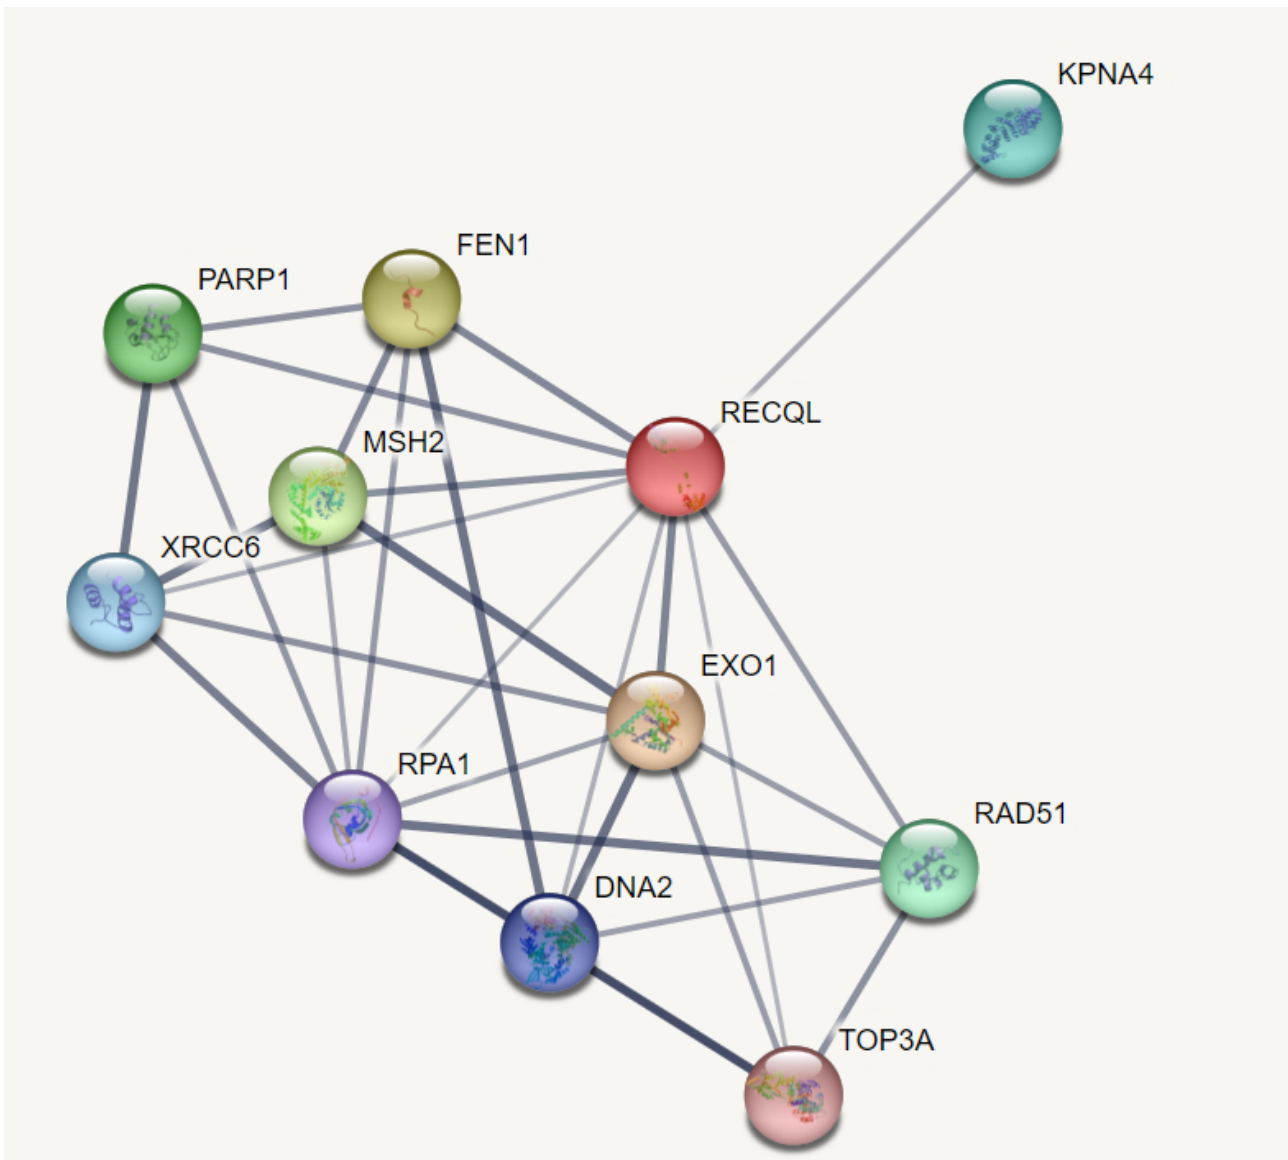 KPNA4
FEN1
PARP1
RECQL
MSH2
XRCC6
EXO1
RPA1
RAD51
DNA2
TOP3A